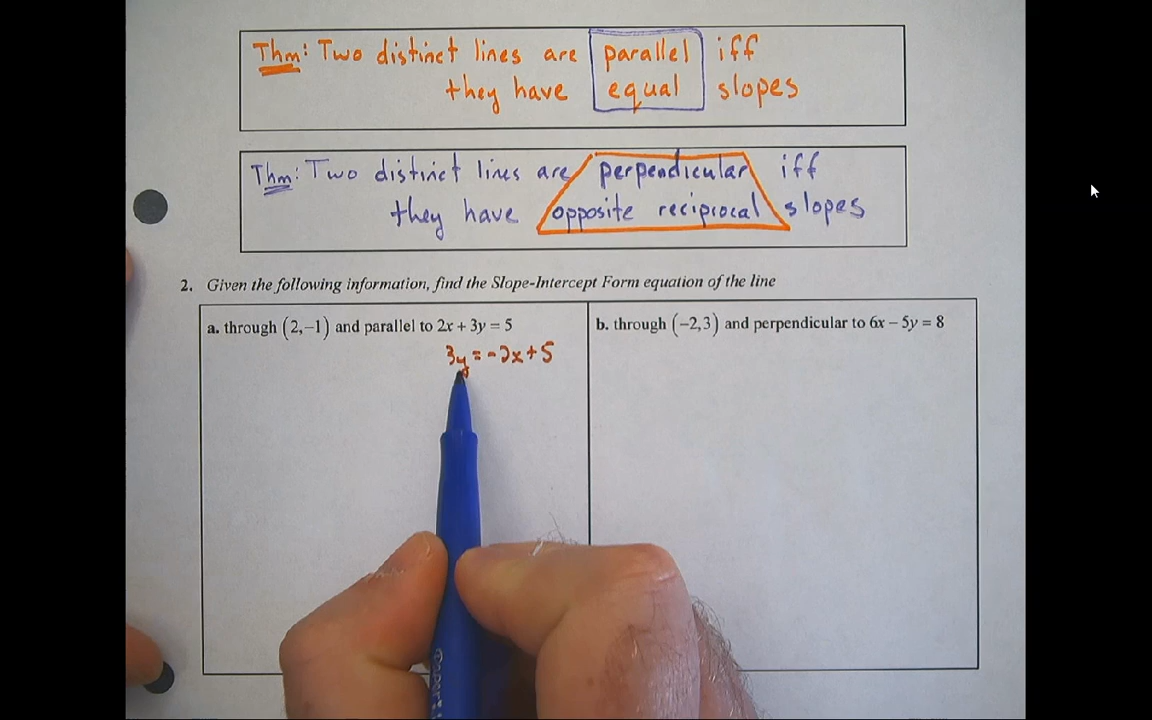 Thm: Two distinct lines are parallel iff
they have equal slopes
Thm: Two distinct lines are perpendicular iff
they have opposite reciprocal slopes
2. Given the following information, find the Slope-Intercept Form equation of the line
a. through (2,−1) and parallel to 2x + 3y = 5
3y = -2x + 5
b. through (−2,3) and perpendicular to 6x − 5y = 8